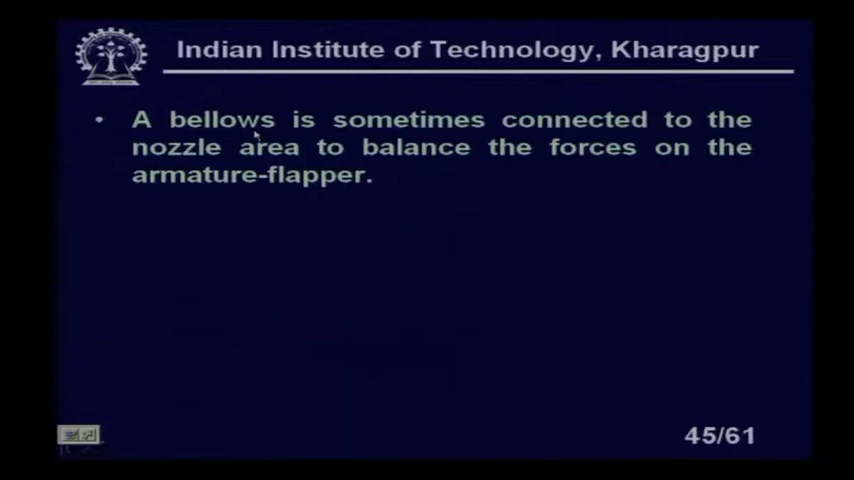 Indian Institute of Technology, Kharagpur
• A bellows is sometimes connected to the
nozzle area to balance the forces on the
armature-flapper.
45/61